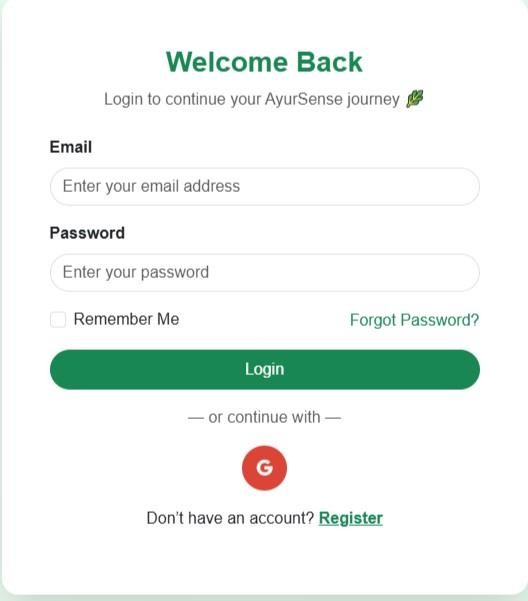 Welcome Back
Login to continue your AyurSense journey 🌿
Email
Enter your email address
Password
Enter your password
Remember Me
Forgot Password?
Login
— or continue with —
G
Don’t have an account? Register